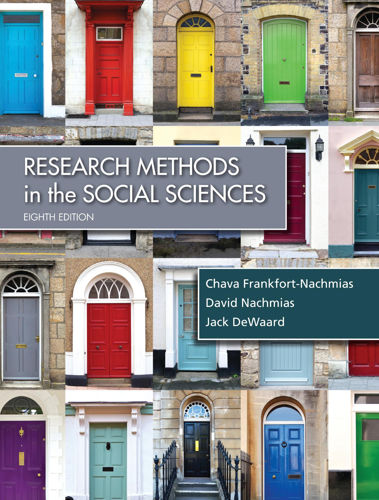 RESEARCH METHODS
in the SOCIAL SCIENCES
EIGHTH EDITION
Chava Frankfort-Nachmias
David Nachmias
Jack DeWaard